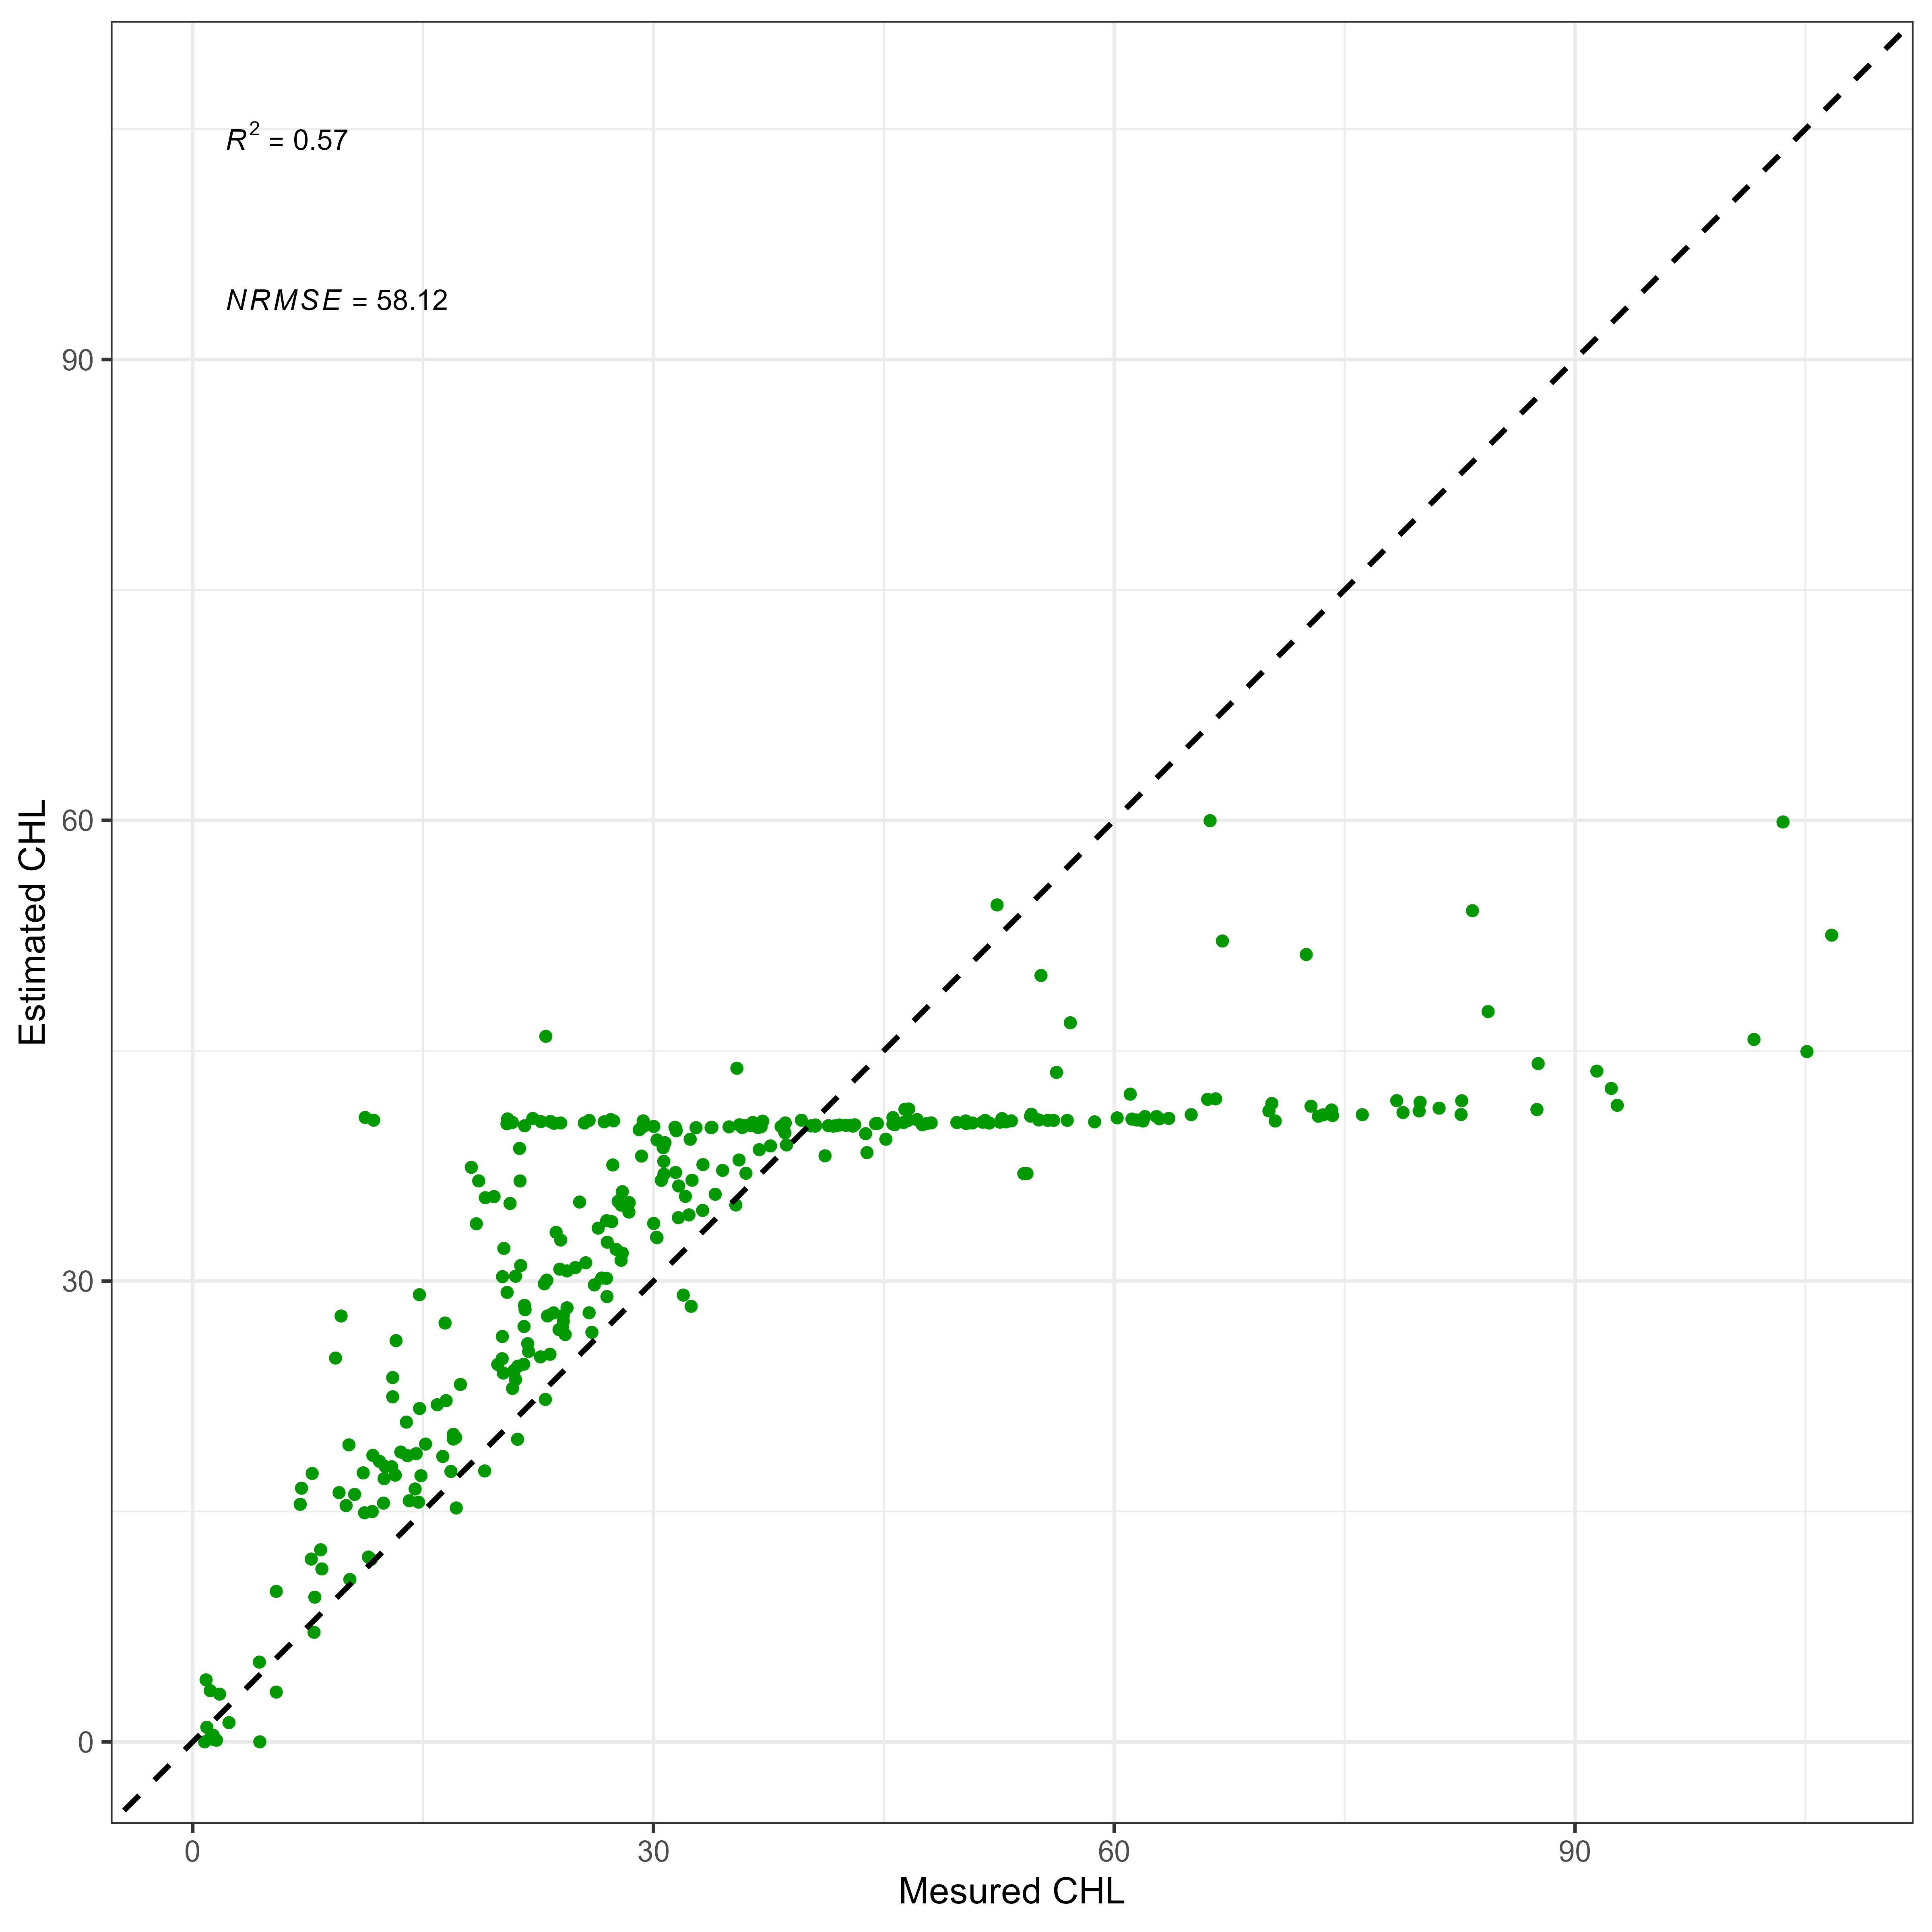 R² = 0.57
NRMSE = 58.12
90
60
30
0
Estimated CHL
0 30 60 90
Mesured CHL